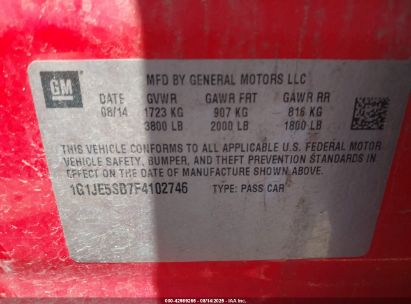 GM
MFD BY GENERAL MOTORS LLC
DATE GVWR GAWR FRT GAWR RR
08/14 1723 KG 907 KG 816 KG
3800 LB 2000 LB 1800 LB
THIS VEHICLE CONFORMS TO ALL APPLICABLE U.S. FEDERAL MOTOR
VEHICLE SAFETY, BUMPER, AND THEFT PREVENTION STANDARDS IN
EFFECT ON THE DATE OF MANUFACTURE SHOWN ABOVE.
1G1JE5SB7F4102746 TYPE: PASS CAR